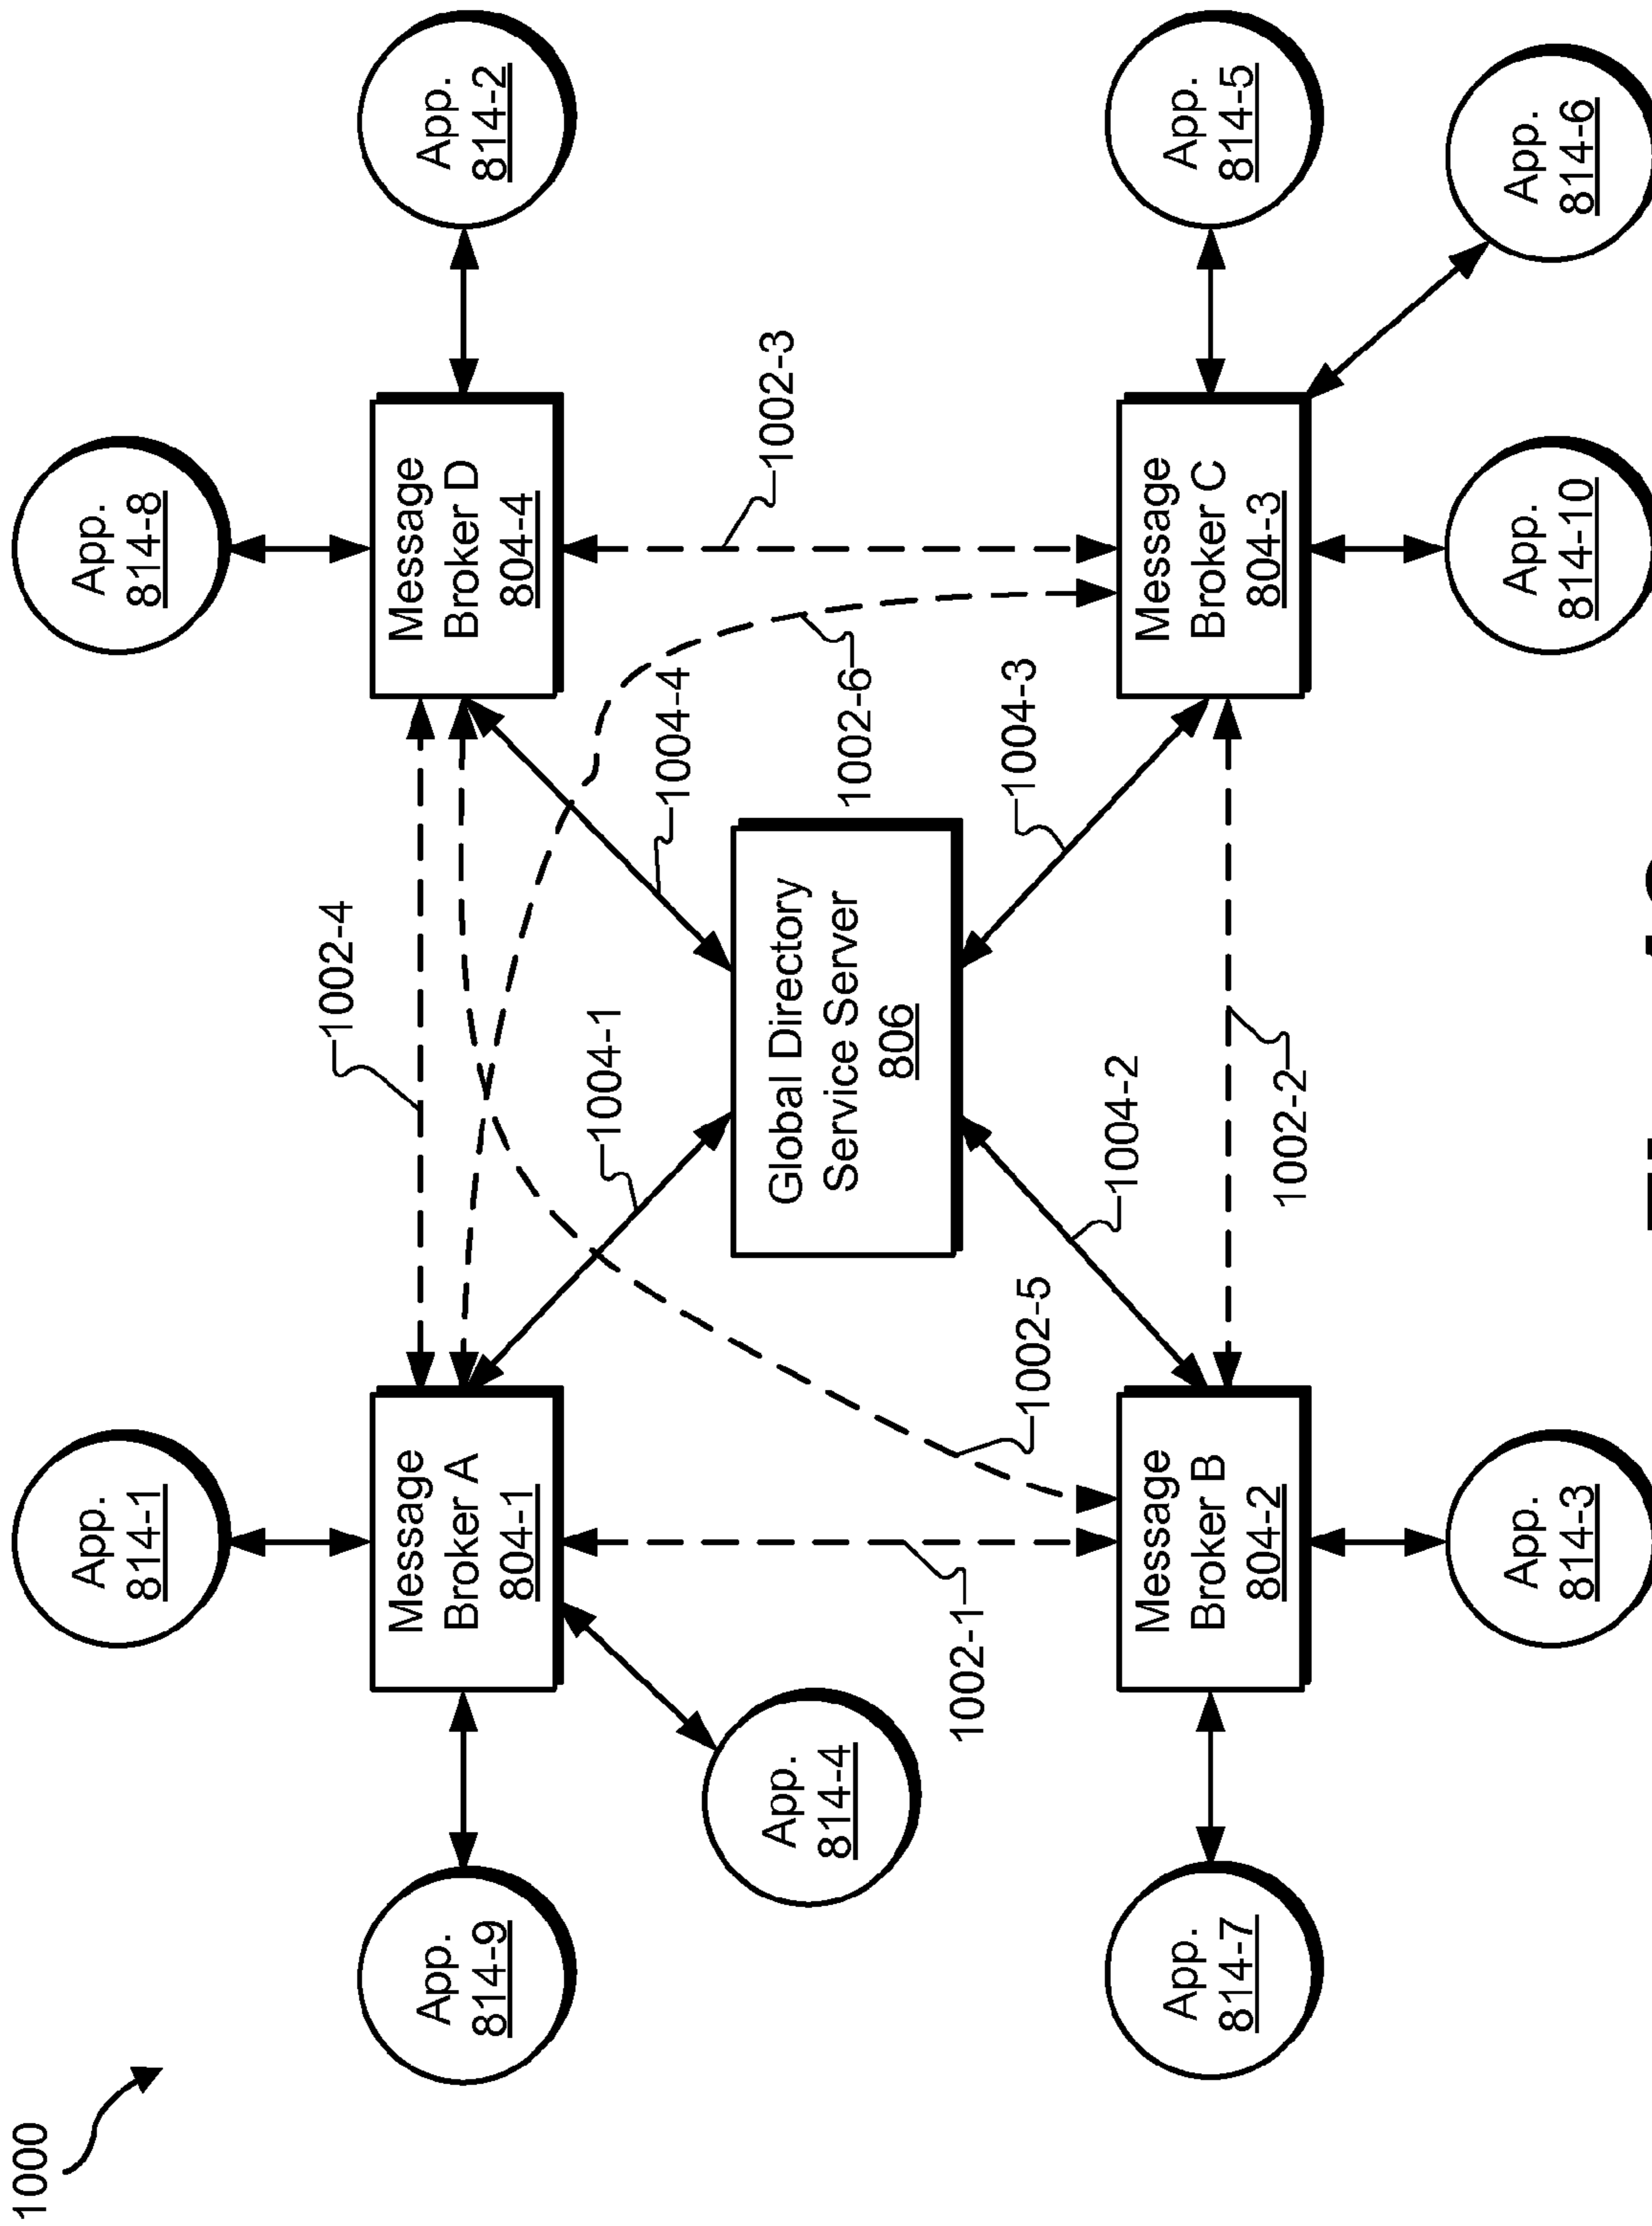 1000
App.
814-9
App.
814-1
App.
814-8
App.
814-2
Message
Broker A
804-1
Message
Broker D
804-4
App.
814-4
1002-4
1004-1
1004-4
1002-3
1002-6
Global Directory
Service Server
806
1002-1
1002-5
1004-2
1004-3
1002-2
App.
814-7
Message
Broker B
804-2
Message
Broker C
804-3
App.
814-5
App.
814-3
App.
814-10
App.
814-6